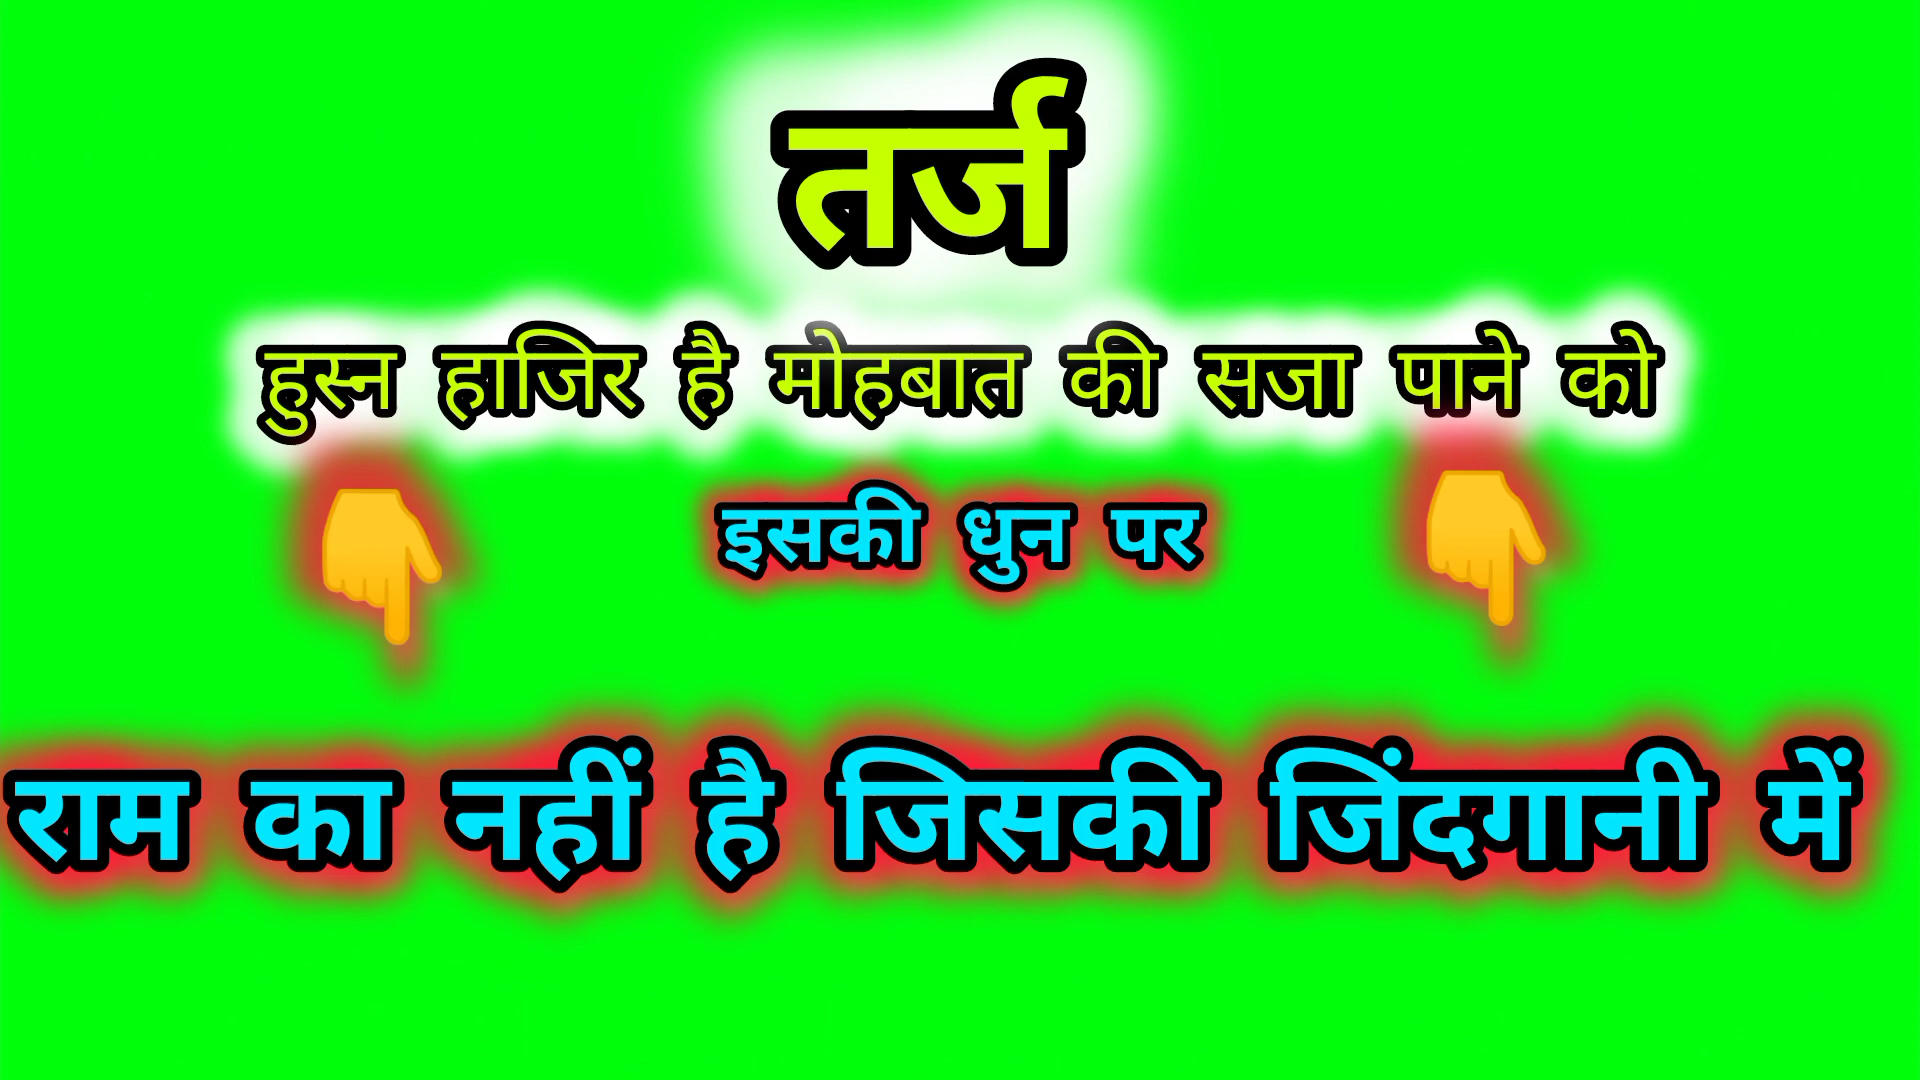 तर्ज
हुस्न हाजिर है मोहबात की सजा पाने को
इसकी धुन पर
राम का नहीं है जिसकी जिंदगानी में